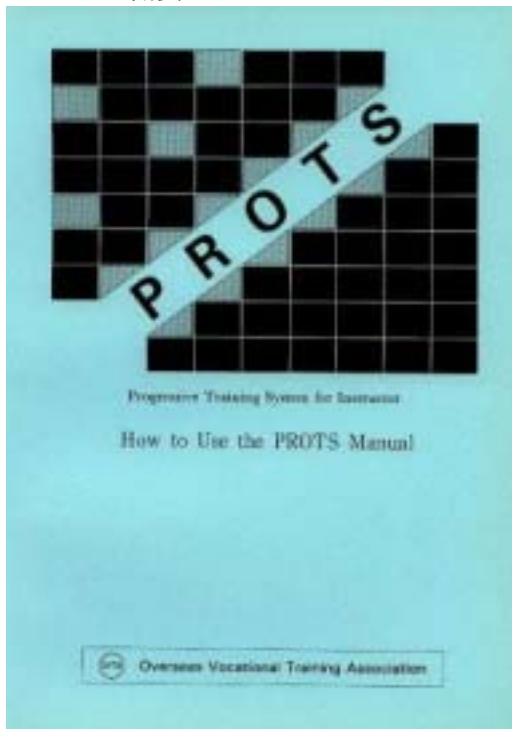 PROTS
Progressive Training System for Instructor
How to Use the PROTS Manual
Overseas Vocational Training Association